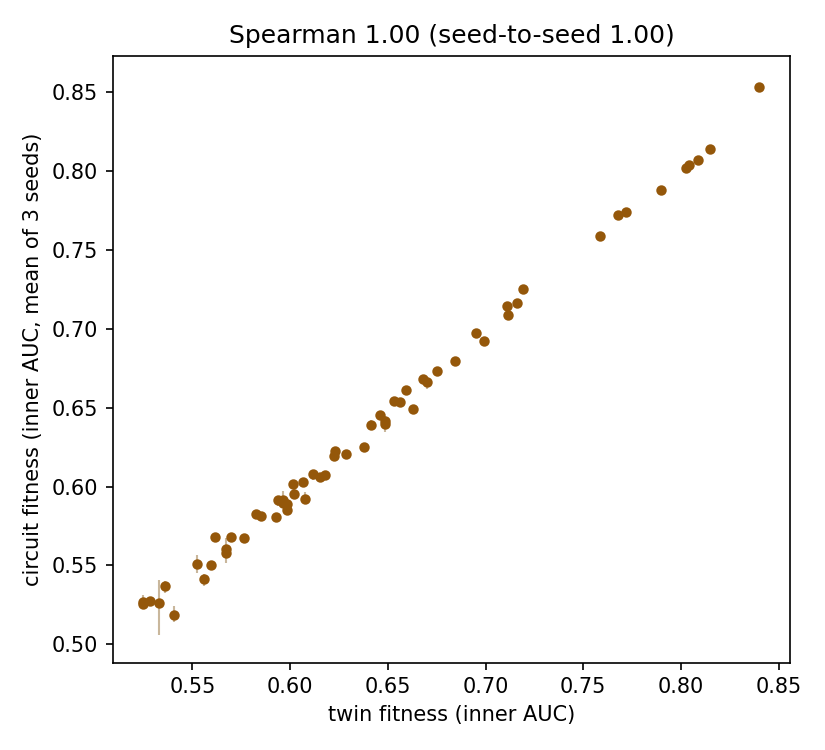 Spearman 1.00 (seed-to-seed 1.00)
circuit fitness (inner AUC, mean of 3 seeds)
0.85
0.80
0.75
0.70
0.65
0.60
0.55
0.50
0.55 0.60 0.65 0.70 0.75 0.80 0.85
twin fitness (inner AUC)